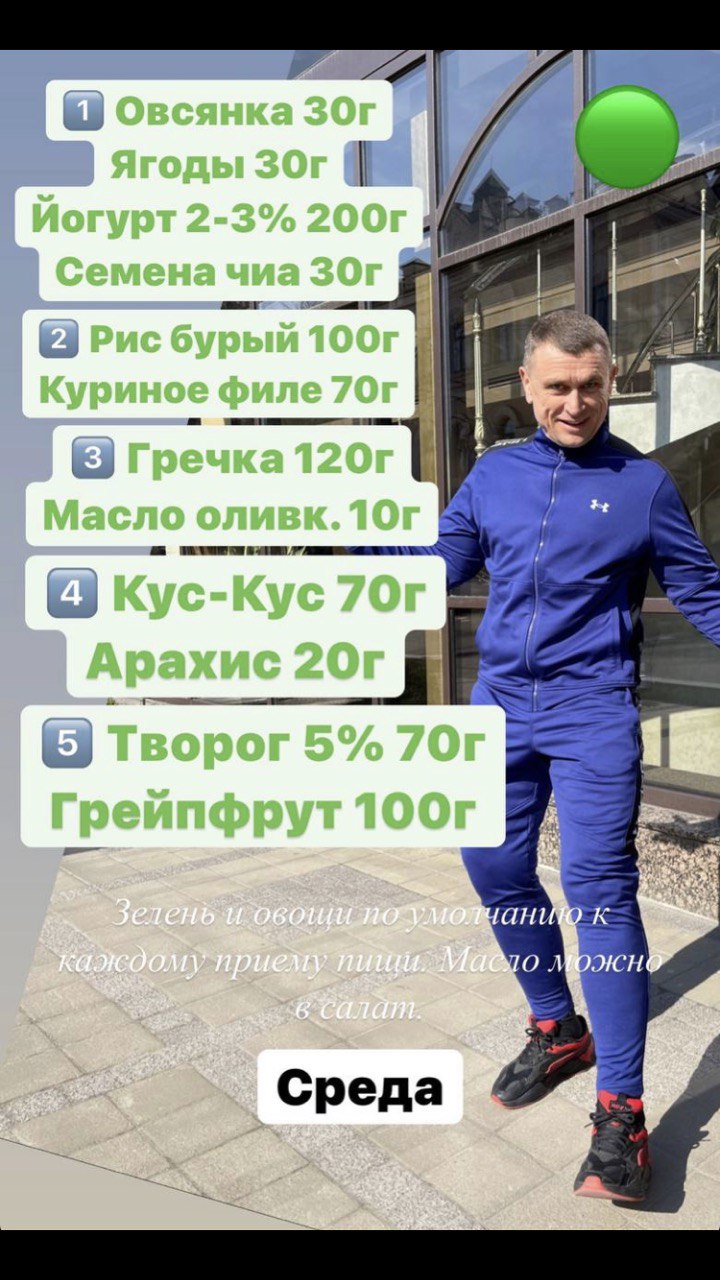 1 Овсянка 30г
Ягоды 30г
Йогурт 2-3% 200г
Семена чиа 30г
2 Рис бурый 100г
Куриное филе 70г
3 Гречка 120г
Масло оливк. 10г
4 Кус-Кус 70г
Арахис 20г
5 Творог 5% 70г
Грейпфрут 100г
Зелень и овощи по умолчанию к
каждому приему пищи. Масло можно
в салат.
Среда